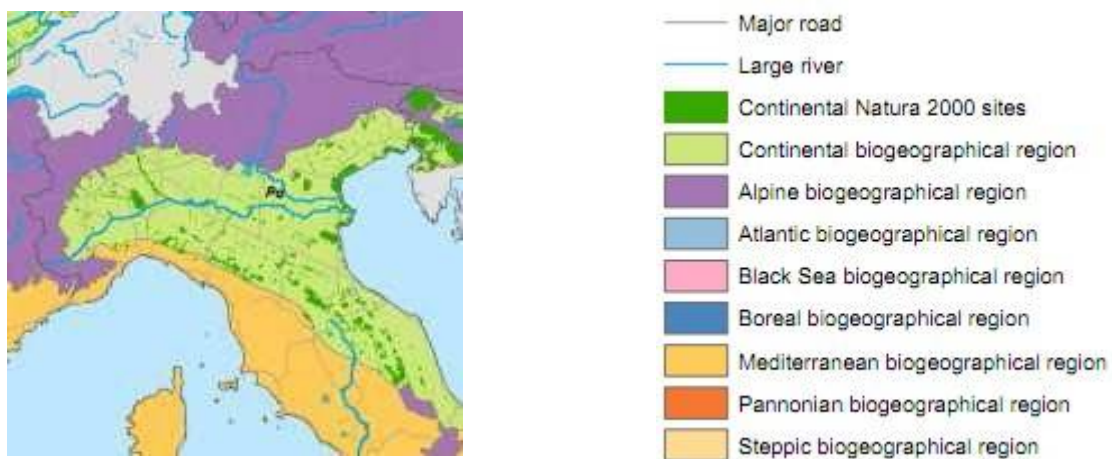 Po
Major road
Large river
Continental Natura 2000 sites
Continental biogeographical region
Alpine biogeographical region
Atlantic biogeographical region
Black Sea biogeographical region
Boreal biogeographical region
Mediterranean biogeographical region
Pannonian biogeographical region
Steppic biogeographical region